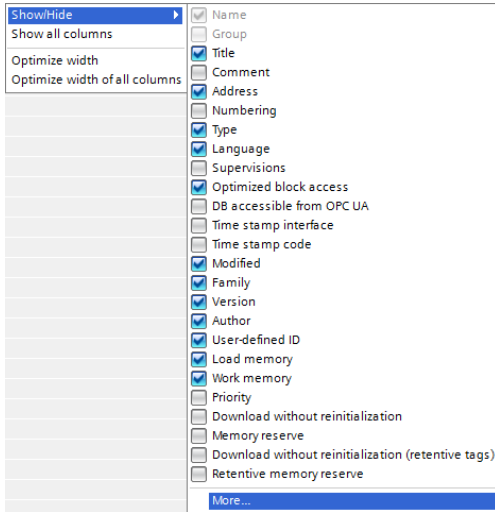 Show/Hide
Show all columns
Optimize width
Optimize width of all columns
Name
Group
Title
Comment
Address
Numbering
Type
Language
Supervisions
Optimized block access
DB accessible from OPC UA
Time stamp interface
Time stamp code
Modified
Family
Version
Author
User-defined ID
Load memory
Work memory
Priority
Download without reinitialization
Memory reserve
Download without reinitialization (retentive tags)
Retentive memory reserve
More...